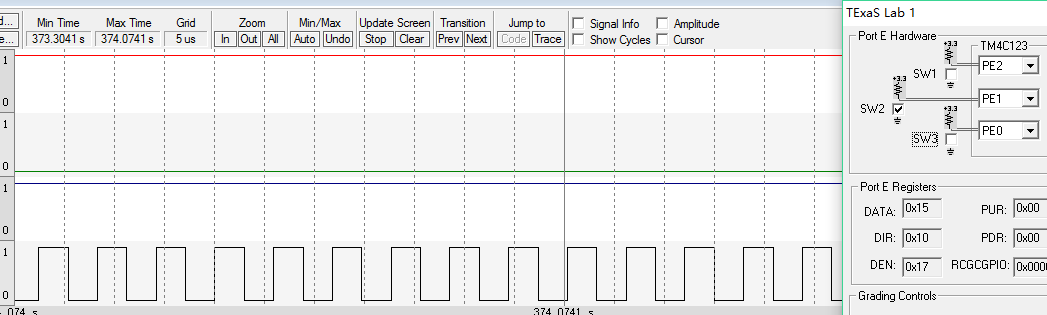 d...
e...
Min Time Max Time Grid Zoom Min/Max Update Screen Transition Jump to
373.3041 s 374.0741 s 5 us In Out All Auto Undo Stop Clear Prev Next Code Trace
Signal Info Amplitude
Show Cycles Cursor
1
0
1
0
1
0
1
0
.074 s 374.0741 s
TExaS Lab 1
Port E Hardware
TM4C123
+3.3
SW1 PE2
+3.3
SW2 PE1
+3.3
SW3 PE0
Port E Registers
DATA: 0x15 PUR: 0x00
DIR: 0x10 PDR: 0x00
DEN: 0x17 RCGCGPIO: 0x000
Grading Controls